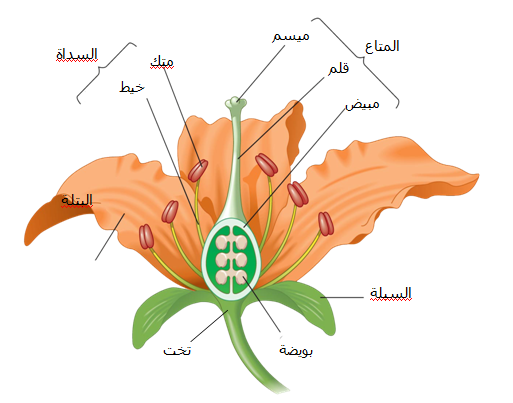 ميسم
المتاع
السداة
متك
قلم
خيط
مبيض
البتلة
السبلة
بويضة
تخت